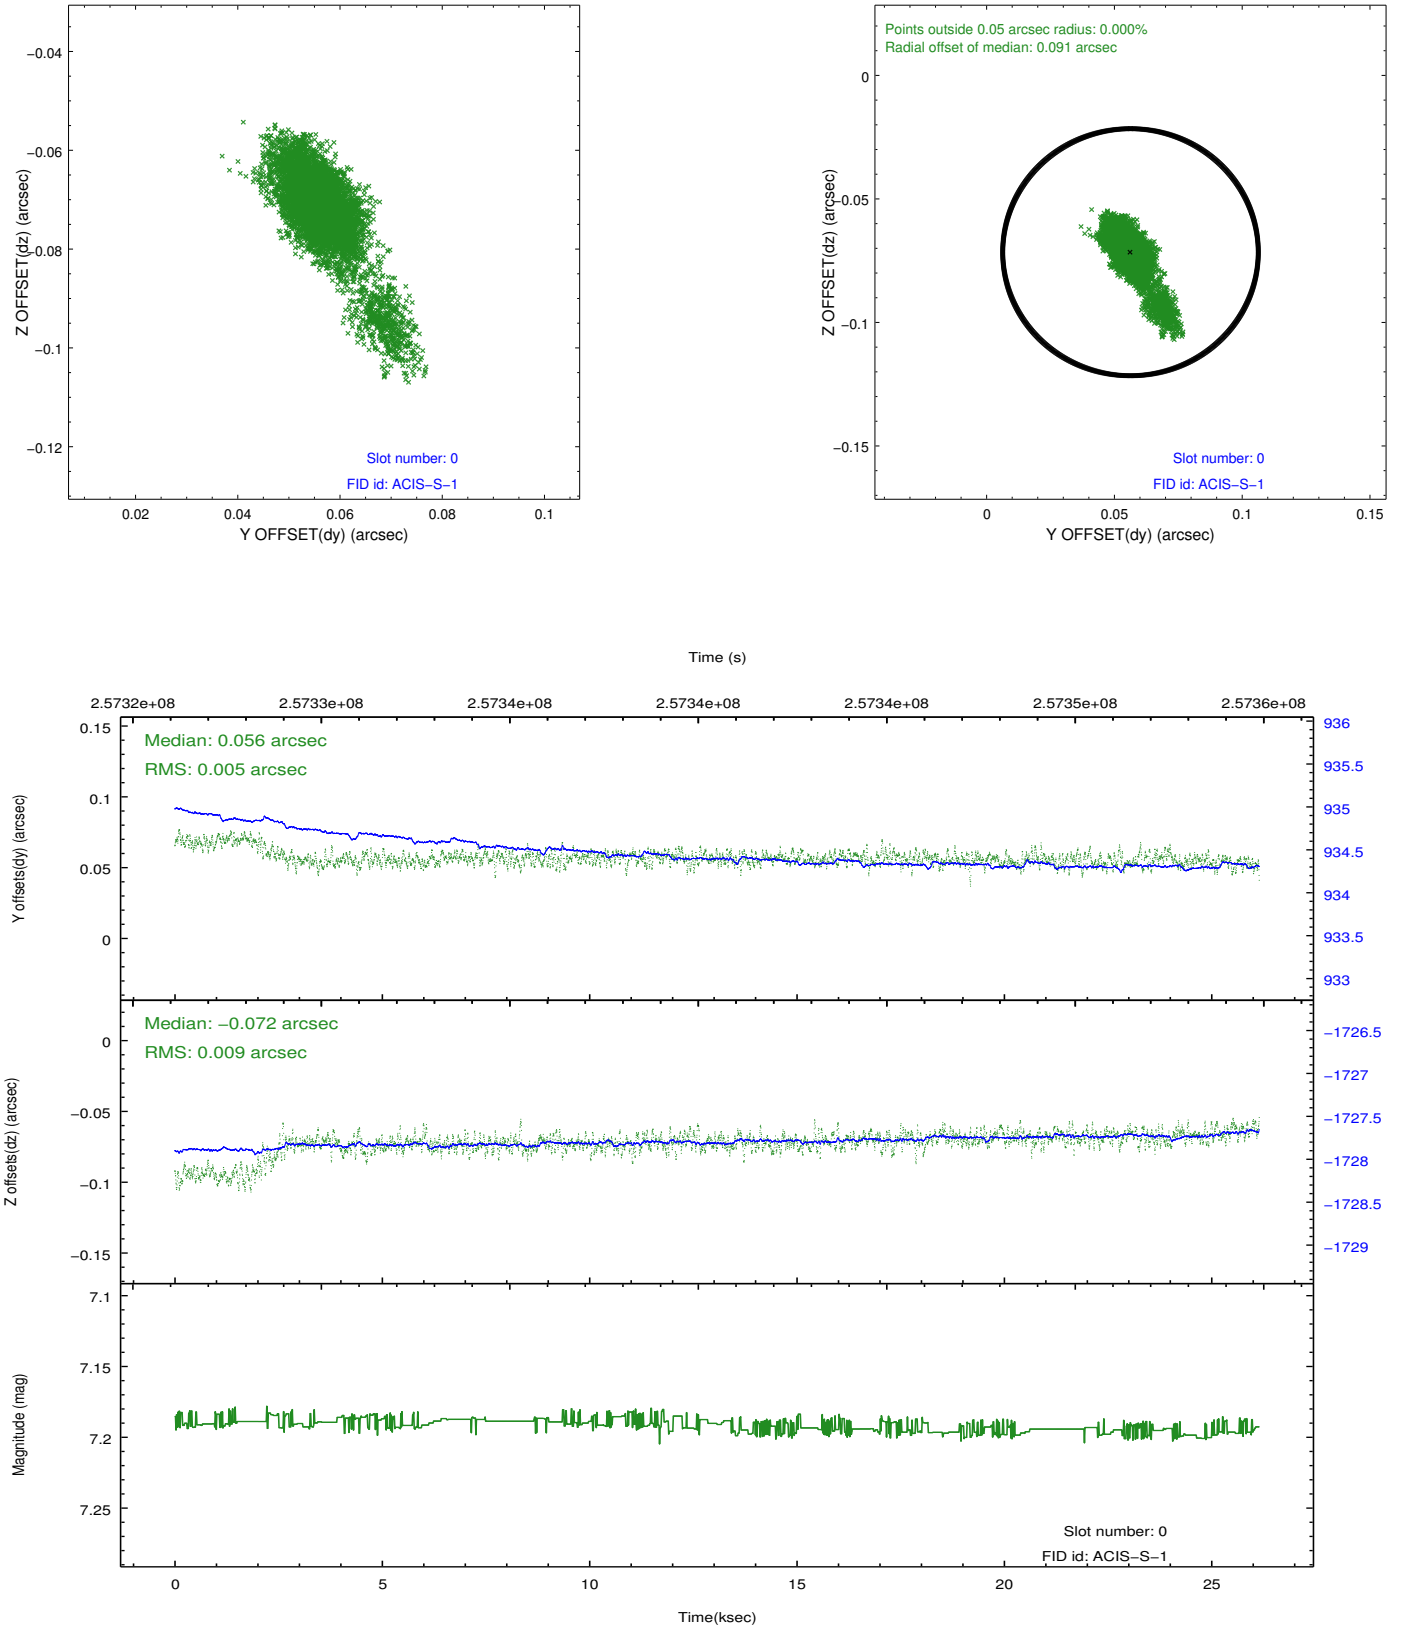 −0.04
−0.06
−0.08
−0.1
−0.12
Z OFFSET(dz) (arcsec)
0.02
0.04
0.06
0.08
0.1
Y OFFSET(dy) (arcsec)
Slot number: 0
FID id: ACIS−S−1
Points outside 0.05 arcsec radius: 0.000%
Radial offset of median: 0.091 arcsec
0
−0.05
−0.1
−0.15
Z OFFSET(dz) (arcsec)
0
0.05
0.1
0.15
Y OFFSET(dy) (arcsec)
Slot number: 0
FID id: ACIS−S−1
Time (s)
2.5732e+08
2.5733e+08
2.5734e+08
2.5734e+08
2.5734e+08
2.5735e+08
2.5736e+08
Median: 0.056 arcsec
RMS: 0.005 arcsec
0.15
0.1
0.05
0
Y offsets(dy) (arcsec)
936
935.5
935
934.5
934
933.5
933
Median: −0.072 arcsec
RMS: 0.009 arcsec
0
−0.05
−0.1
−0.15
Z offsets(dz) (arcsec)
−1726.5
−1727
−1727.5
−1728
−1728.5
−1729
7.1
7.15
7.2
7.25
Magnitude (mag)
Slot number: 0
FID id: ACIS−S−1
0
5
10
15
20
25
Time(ksec)